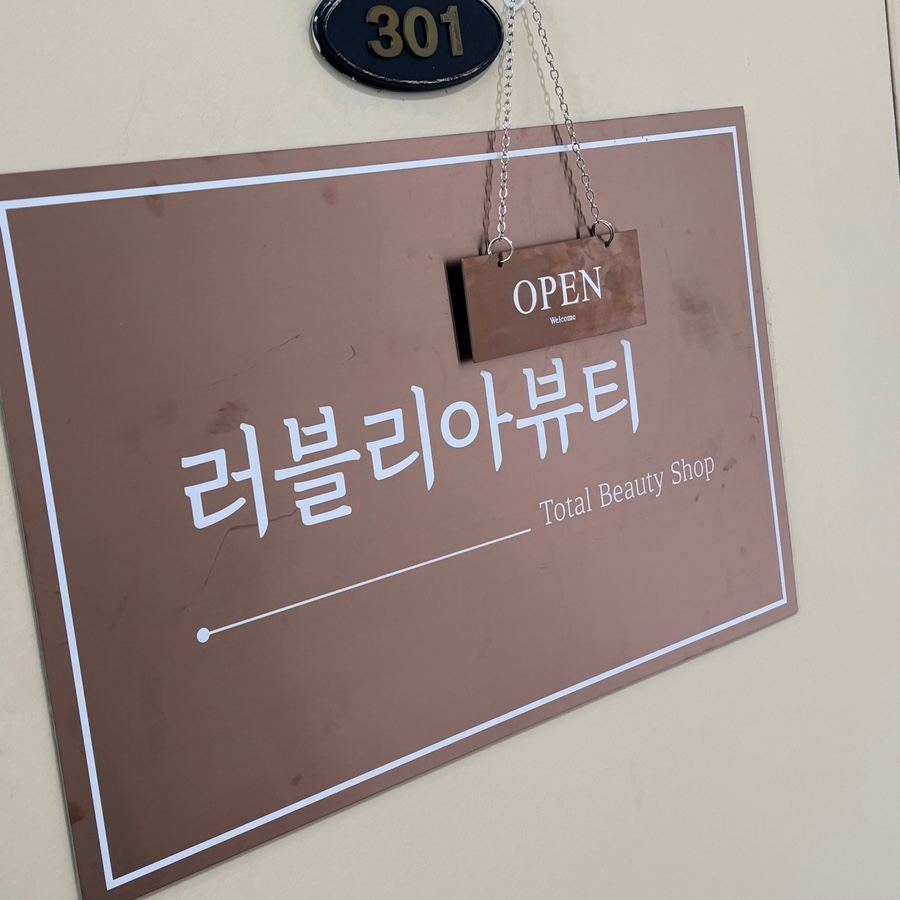 301
OPEN
Welcome
러블리아뷰티
Total Beauty Shop